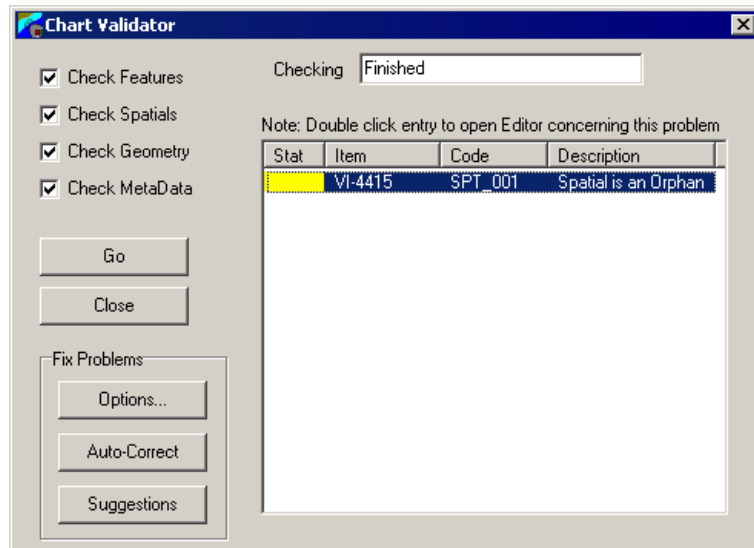 Chart Validator
Check Features
Check Spatials
Check Geometry
Check MetaData
Go
Close
Fix Problems
Options...
Auto-Correct
Suggestions
Checking Finished
Note: Double click entry to open Editor concerning this problem
Stat Item Code Description
VI-4415 SPT_001 Spatial is an Orphan